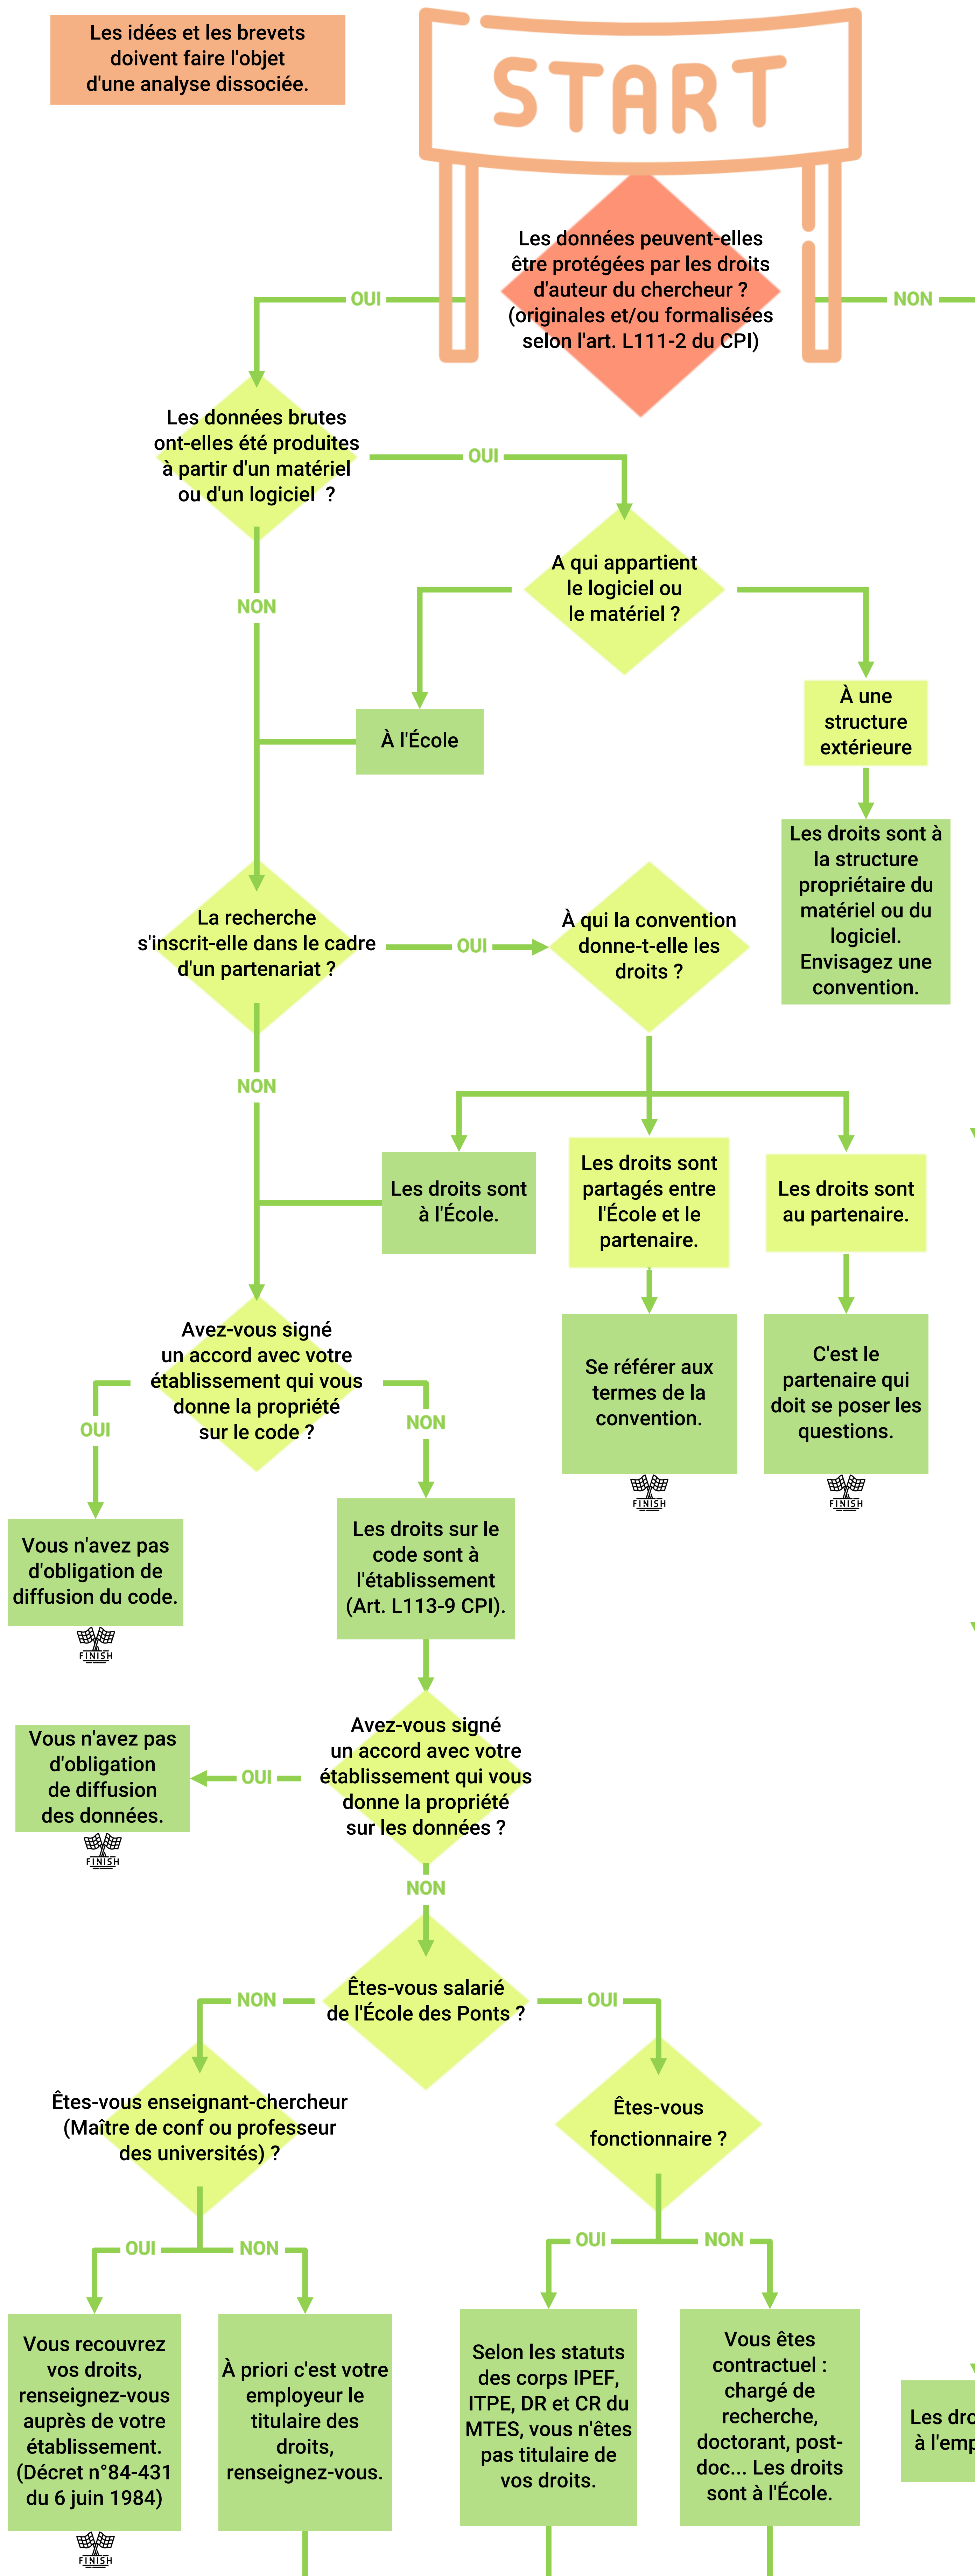 Les idées et les brevets
doivent faire l'objet
d'une analyse dissociée.
START
Les données peuvent-elles
être protégées par les droits
d'auteur du chercheur ?
(originales et/ou formalisées
selon l'art. L111-2 du CPI)
OUI
NON
Les données brutes
ont-elles été produites
à partir d'un matériel
ou d'un logiciel ?
OUI
NON
A qui appartient
le logiciel ou
le matériel ?
À l'École
À une
structure
extérieure
Les droits sont à
la structure
propriétaire du
matériel ou du
logiciel.
Envisagez une
convention.
La recherche
s'inscrit-elle dans le cadre
d'un partenariat ?
OUI
NON
À qui la convention
donne-t-elle les
droits ?
Les droits sont
à l'École.
Les droits sont
partagés entre
l'École et le
partenaire.
Les droits sont
au partenaire.
Se référer aux
termes de la
convention.
FINISH
C'est le
partenaire qui
doit se poser les
questions.
FINISH
Avez-vous signé
un accord avec votre
établissement qui vous
donne la propriété
sur le code ?
OUI
NON
Vous n'avez pas
d'obligation de
diffusion du code.
FINISH
Les droits sur le
code sont à
l'établissement
(Art. L113-9 CPI).
Avez-vous signé
un accord avec votre
établissement qui vous
donne la propriété
sur les données ?
OUI
NON
Vous n'avez pas
d'obligation
de diffusion
des données.
FINISH
Êtes-vous salarié
de l'École des Ponts ?
NON
OUI
Êtes-vous enseignant-chercheur
(Maître de conf ou professeur
des universités) ?
Êtes-vous
fonctionnaire ?
OUI
NON
OUI
NON
Vous recouvrez
vos droits,
renseignez-vous
auprès de votre
établissement.
(Décret n°84-431
du 6 juin 1984)
FINISH
À priori c'est votre
employeur le
titulaire des
droits,
renseignez-vous.
Selon les statuts
des corps IPEF,
ITPE, DR et CR du
MTES, vous n'êtes
pas titulaire de
vos droits.
Vous êtes
contractuel :
chargé de
recherche,
doctorant, post-
doc... Les droits
sont à l'École.
Les
à